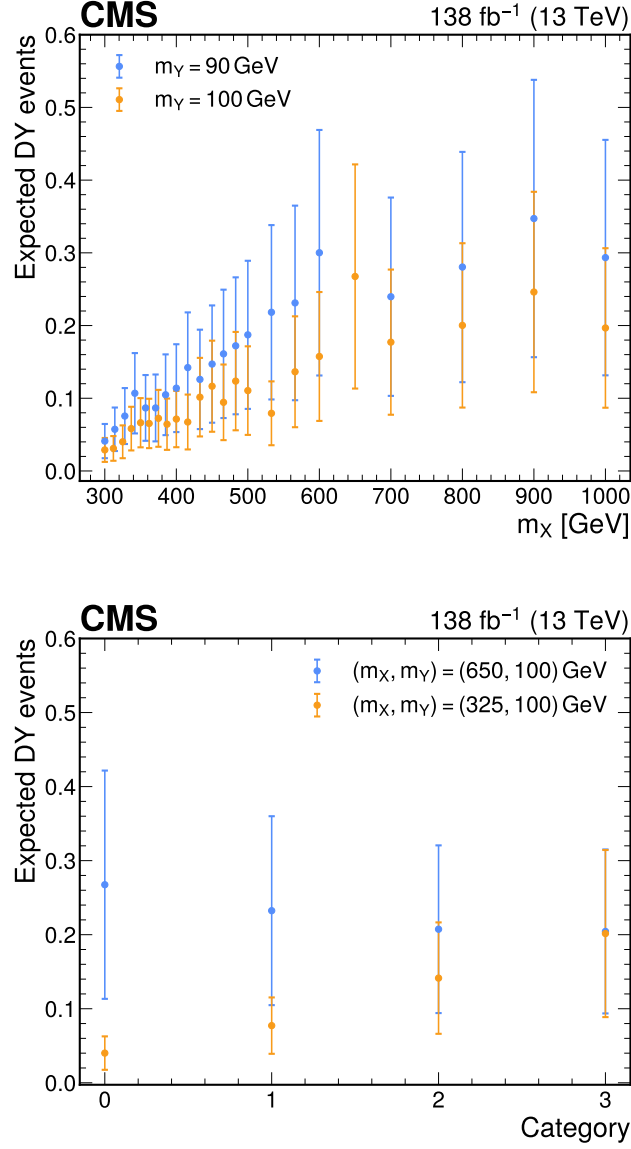 CMS 138 fb⁻¹ (13 TeV)
Expected DY events
0.6
0.5
0.4
0.3
0.2
0.1
0.0
m_Y = 90 GeV
m_Y = 100 GeV
300 400 500 600 700 800 900 1000
m_X [GeV]
CMS 138 fb⁻¹ (13 TeV)
Expected DY events
0.6
0.5
0.4
0.3
0.2
0.1
0.0
(m_X, m_Y) = (650, 100) GeV
(m_X, m_Y) = (325, 100) GeV
0 1 2 3
Category